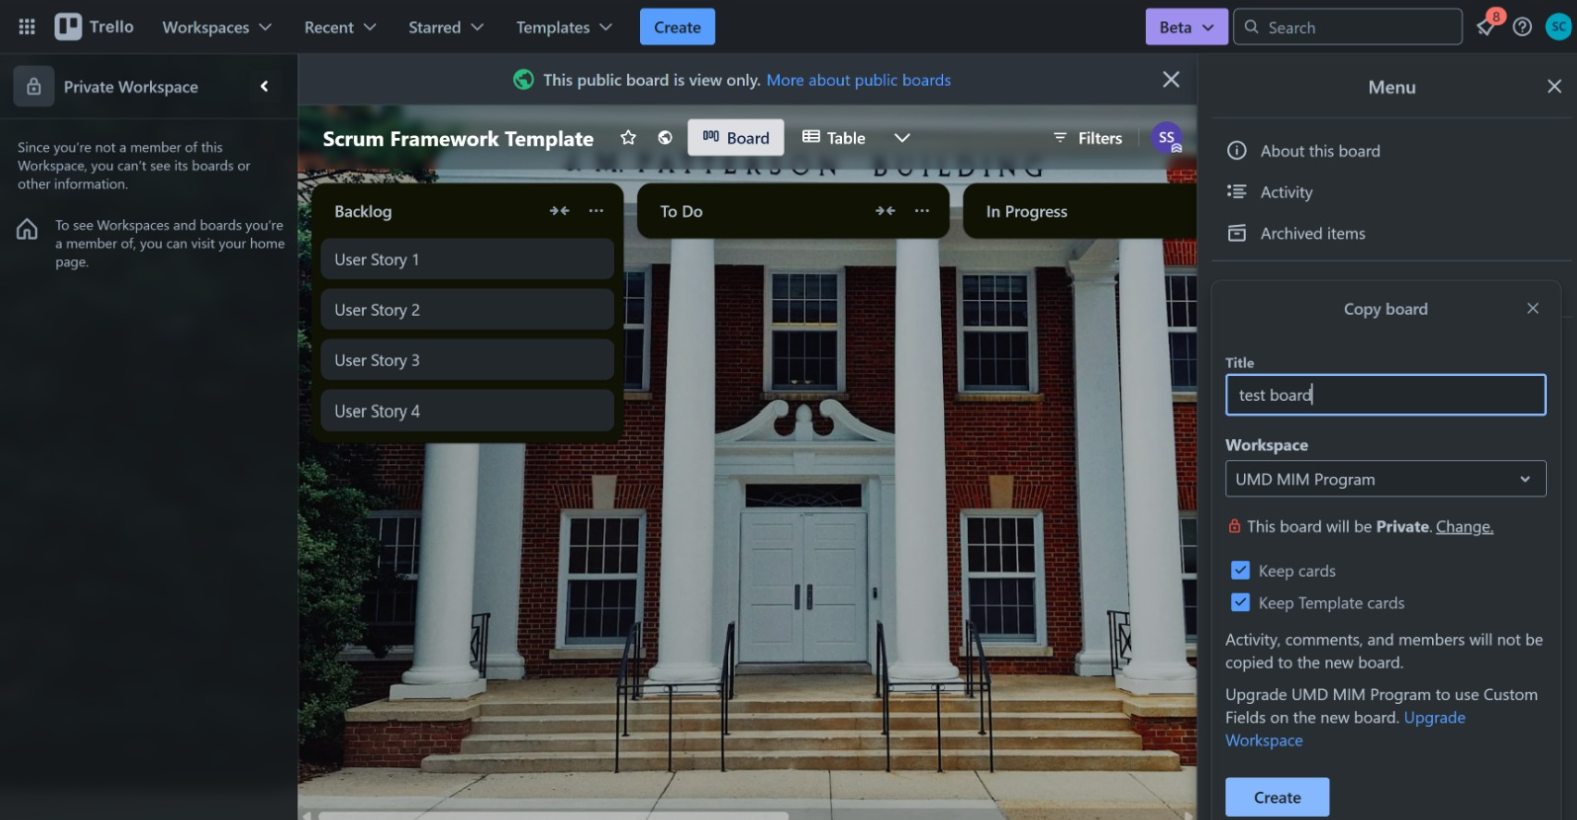 Trello
Workspaces
Recent
Starred
Templates
Create
Beta
Search
8
SC
Private Workspace
Since you're not a member of this
Workspace, you can't see its boards or
other information.
To see Workspaces and boards you're
a member of, you can visit your home
page.
This public board is view only. More about public boards
Scrum Framework Template
Board
Table
Filters
SS
J.M. PATTERSON BUILDING
Backlog
User Story 1
User Story 2
User Story 3
User Story 4
To Do
In Progress
Menu
About this board
Activity
Archived items
Copy board
Title
test board
Workspace
UMD MIM Program
This board will be Private. Change.
Keep cards
Keep Template cards
Activity, comments, and members will not be
copied to the new board.
Upgrade UMD MIM Program to use Custom
Fields on the new board. Upgrade
Workspace
Create